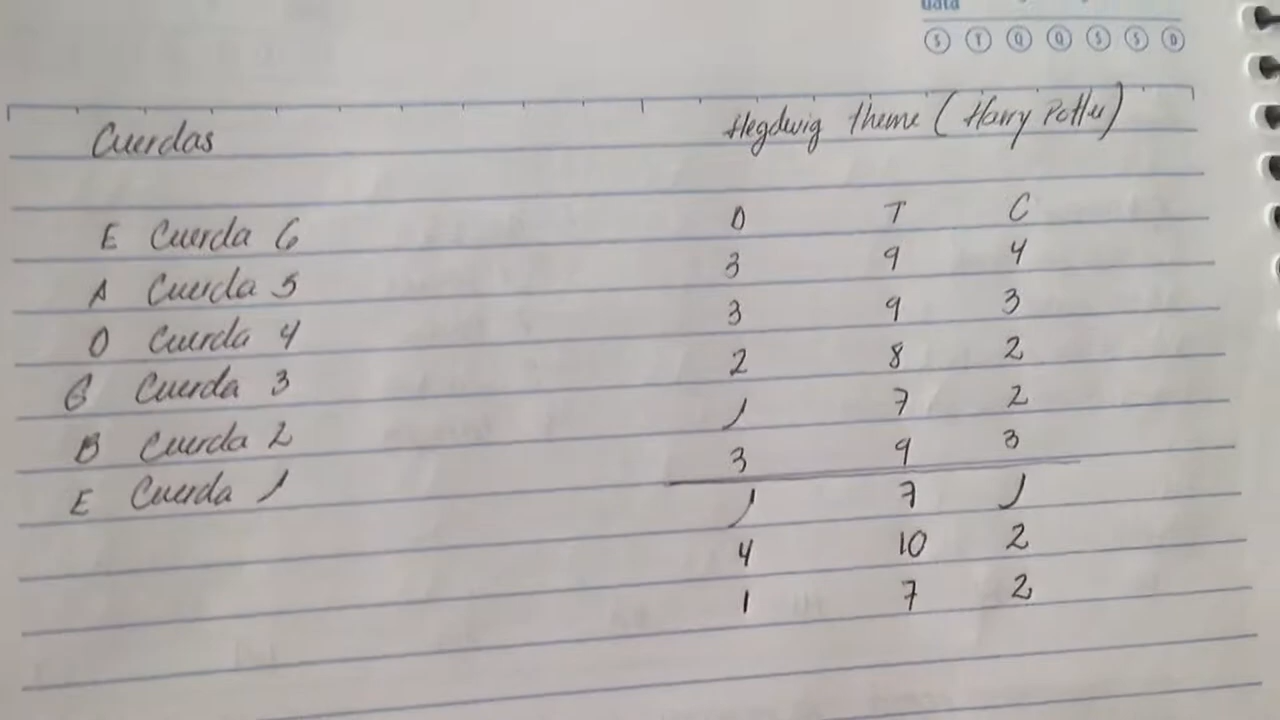 data
S T Q Q S S D
Cuerdas
Hegdwig theme (Harry Potter)
E Cuerda 6
A Cuerda 5
D Cuerda 4
G Cuerda 3
B Cuerda 2
E Cuerda 1
D T C
3 9 4
3 9 3
2 8 2
1 7 2
3 9 3
1 7 1
4 10 2
1 7 2